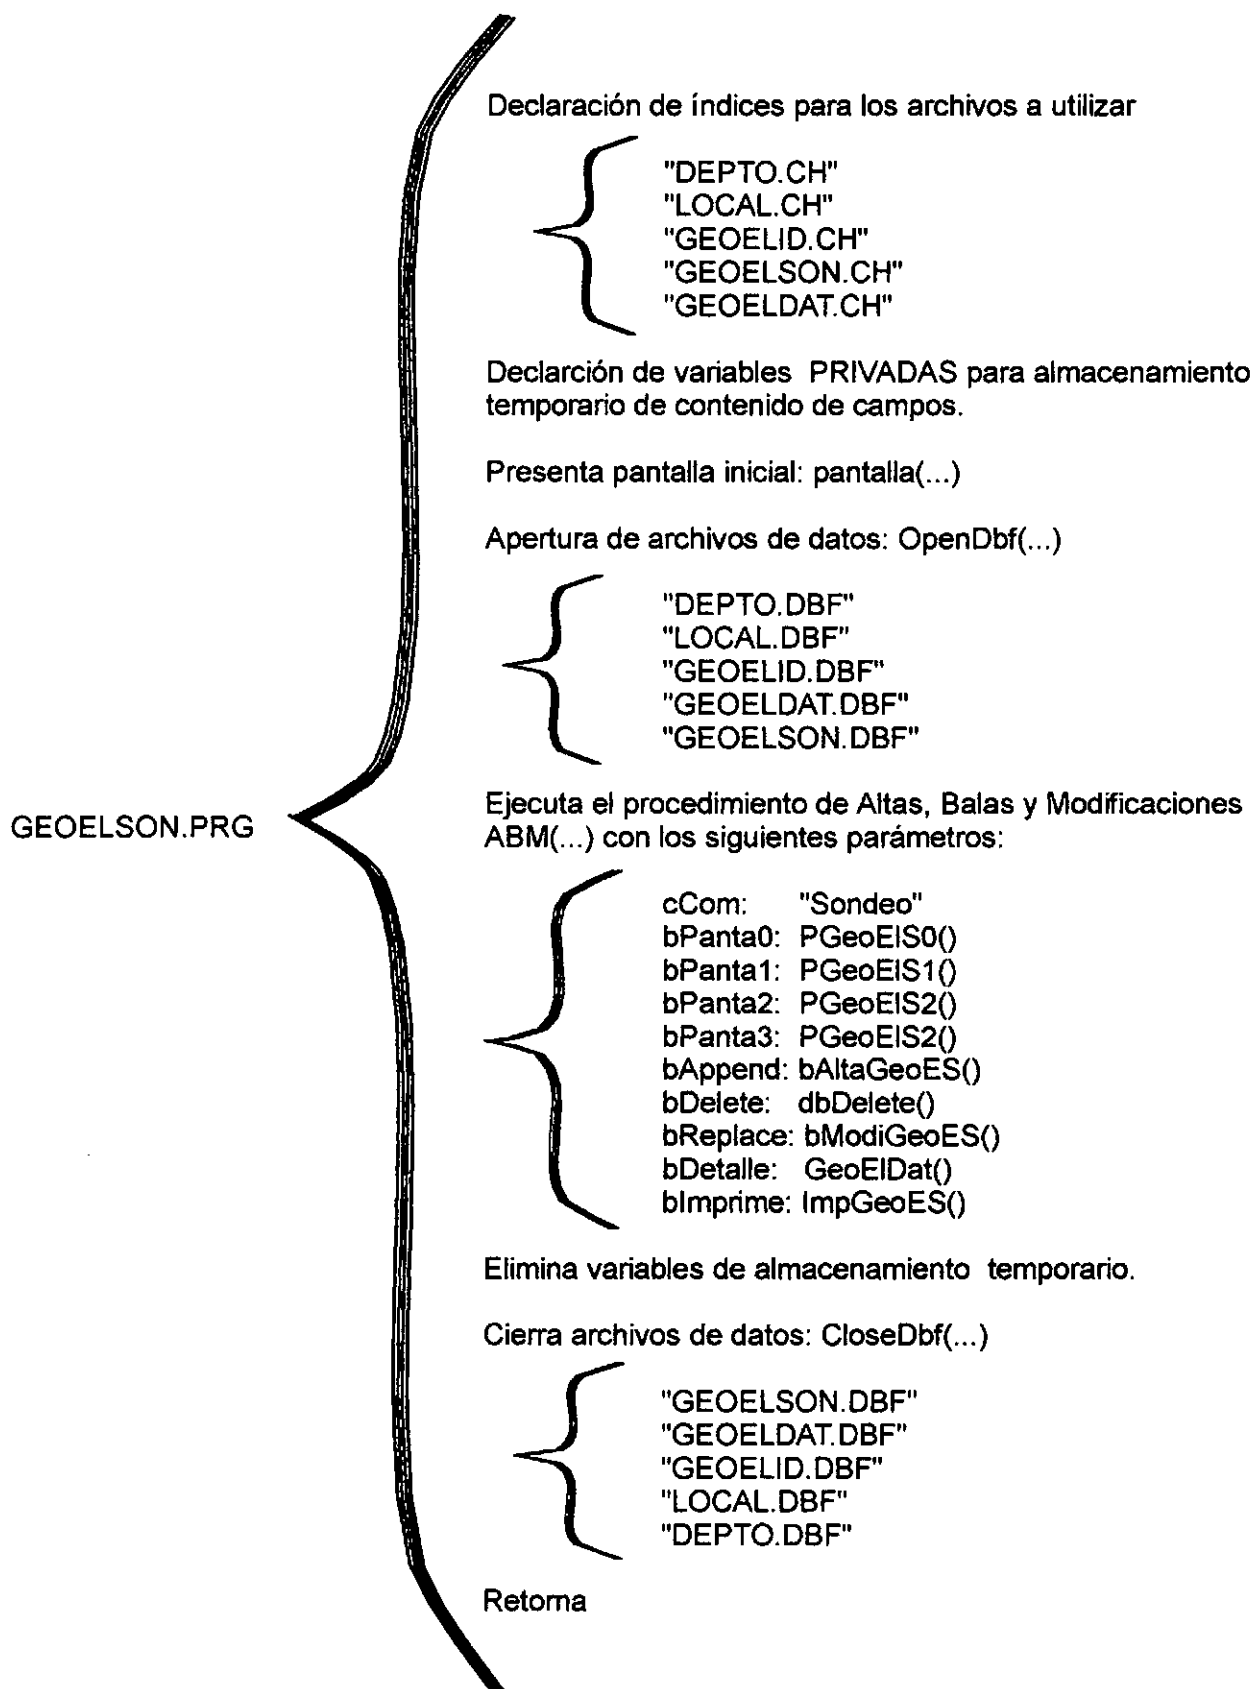 Declaración de índices para los archivos a utilizar
"DEPTO.CH"
"LOCAL.CH"
"GEOELID.CH"
"GEOELSON.CH"
"GEOELDAT.CH"
Declarción de variables PRIVADAS para almacenamiento
temporario de contenido de campos.
Presenta pantalla inicial: pantalla(...)
Apertura de archivos de datos: OpenDbf(...)
"DEPTO.DBF"
"LOCAL.DBF"
"GEOELID.DBF"
"GEOELDAT.DBF"
"GEOELSON.DBF"
GEOELSON.PRG
Ejecuta el procedimiento de Altas, Balas y Modificaciones
ABM(...) con los siguientes parámetros:
cCom: "Sondeo"
bPanta0: PGeoElS0()
bPanta1: PGeoElS1()
bPanta2: PGeoElS2()
bPanta3: PGeoElS2()
bAppend: bAltaGeoES()
bDelete: dbDelete()
bReplace: bModiGeoES()
bDetalle: GeoElDat()
bImprime: ImpGeoES()
Elimina variables de almacenamiento temporario.
Cierra archivos de datos: CloseDbf(...)
"GEOELSON.DBF"
"GEOELDAT.DBF"
"GEOELID.DBF"
"LOCAL.DBF"
"DEPTO.DBF"
Retorna